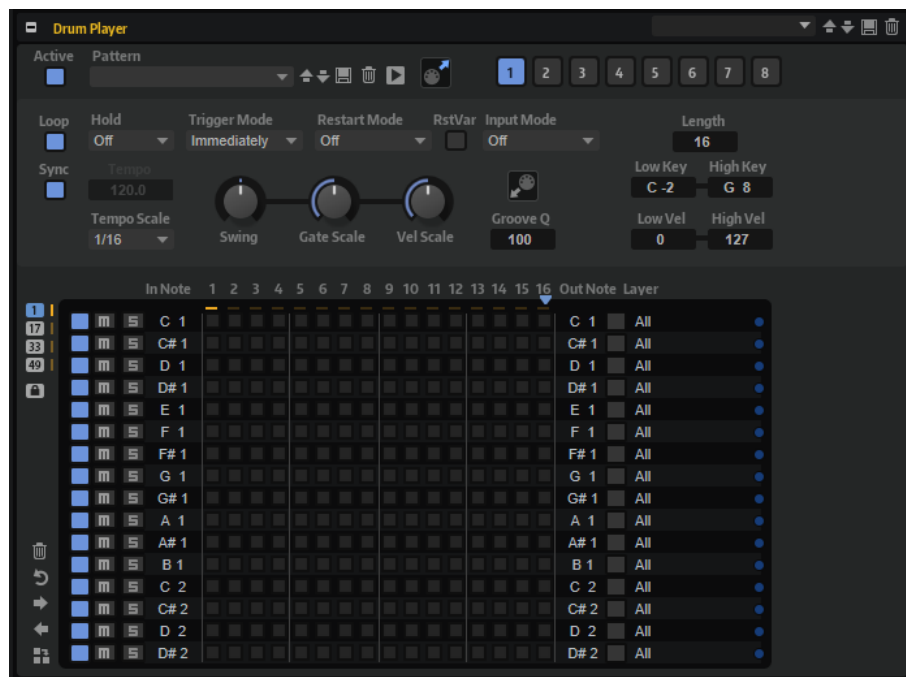 Drum Player
Active Pattern
1 2 3 4 5 6 7 8
Loop Hold Trigger Mode Restart Mode RstVar Input Mode Length
Off Immediately Off Off 16
Sync Tempo Low Key High Key
120.0 C -2 G 8
Tempo Scale Groove Q Low Vel High Vel
1/16 Swing Gate Scale Vel Scale 100 0 127
In Note 1 2 3 4 5 6 7 8 9 10 11 12 13 14 15 16 Out Note Layer
1
17
33
49
m S C 1 C 1 All
m S C# 1 C# 1 All
m S D 1 D 1 All
m S D# 1 D# 1 All
m S E 1 E 1 All
m S F 1 F 1 All
m S F# 1 F# 1 All
m S G 1 G 1 All
m S G# 1 G# 1 All
m S A 1 A 1 All
m S A# 1 A# 1 All
m S B 1 B 1 All
m S C 2 C 2 All
m S C# 2 C# 2 All
m S D 2 D 2 All
m S D# 2 D# 2 All